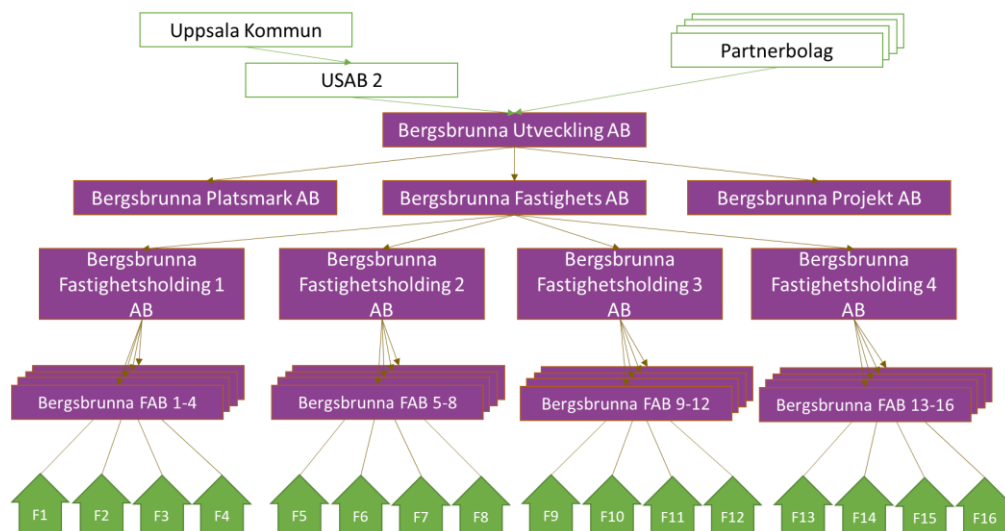 Uppsala Kommun
Partnerbolag
USAB 2
Bergsbrunna Utveckling AB
Bergsbrunna Platsmark AB
Bergsbrunna Fastighets AB
Bergsbrunna Projekt AB
Bergsbrunna
Fastighetsholding 1
AB
Bergsbrunna
Fastighetsholding 2
AB
Bergsbrunna
Fastighetsholding 3
AB
Bergsbrunna
Fastighetsholding 4
AB
Bergsbrunna FAB 1-4
Bergsbrunna FAB 5-8
Bergsbrunna FAB 9-12
Bergsbrunna FAB 13-16
F1
F2
F3
F4
F5
F6
F7
F8
F9
F10
F11
F12
F13
F14
F15
F16